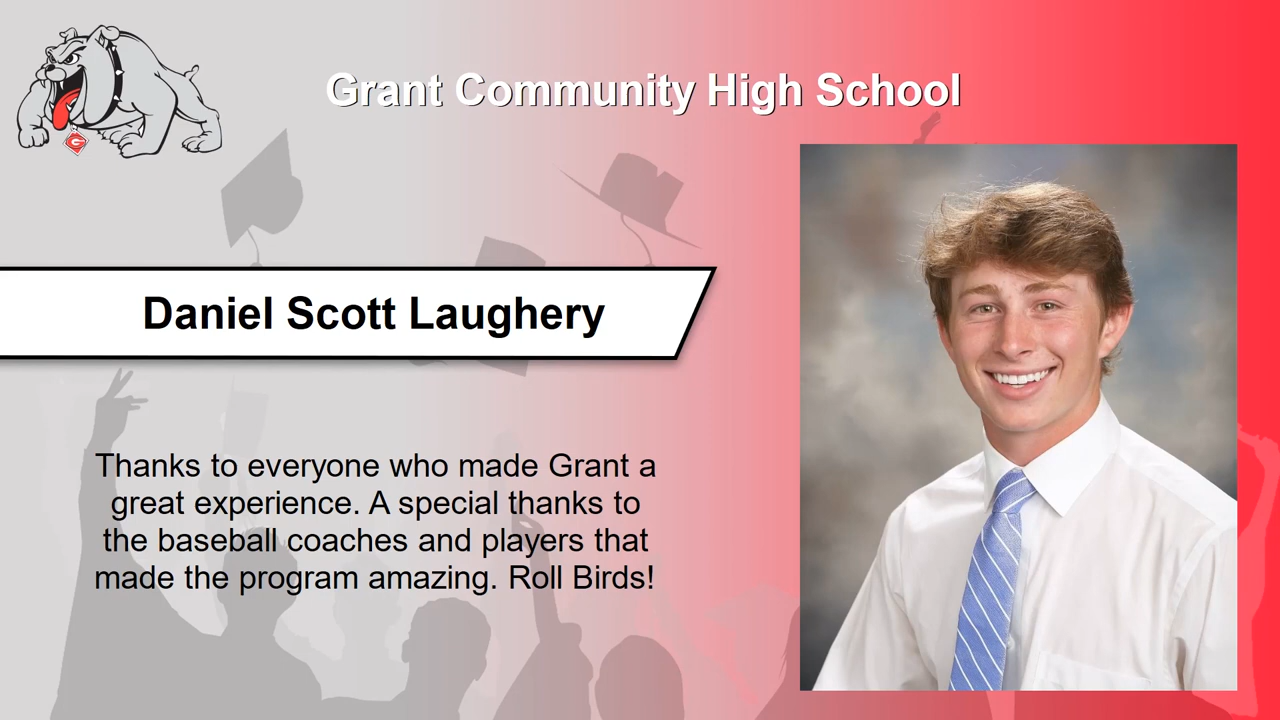 Grant Community High School
G
Daniel Scott Laughery
Thanks to everyone who made Grant a
great experience. A special thanks to
the baseball coaches and players that
made the program amazing. Roll Birds!